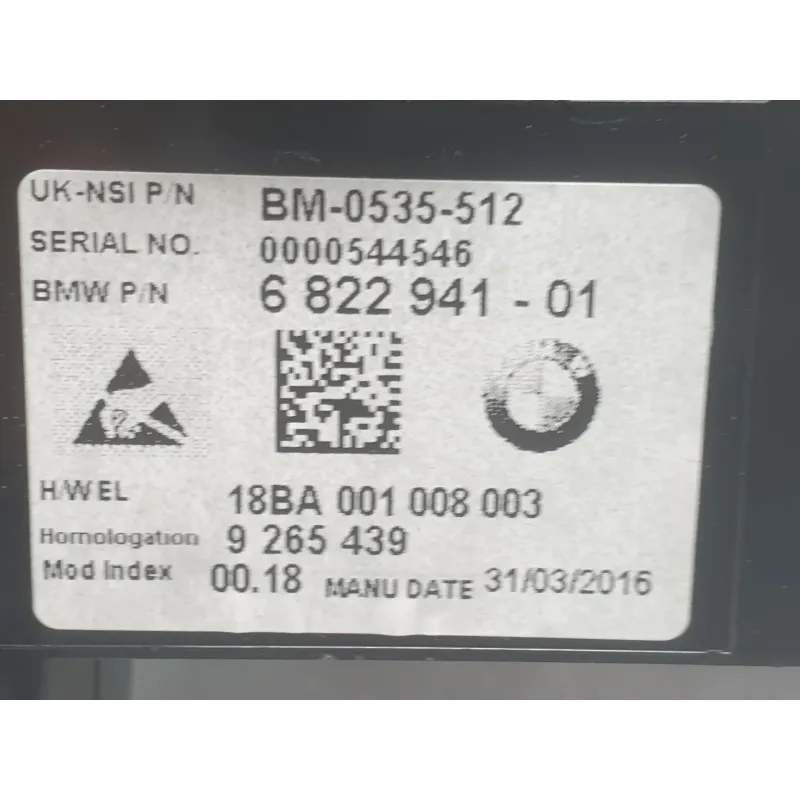 UK-NSI P/N BM-0535-512
SERIAL NO. 0000544546
BMW P/N 6 822 941 - 01
H/W EL 18BA 001 008 003
Homologation 9 265 439
Mod Index 00.18 MANU DATE 31/03/2016